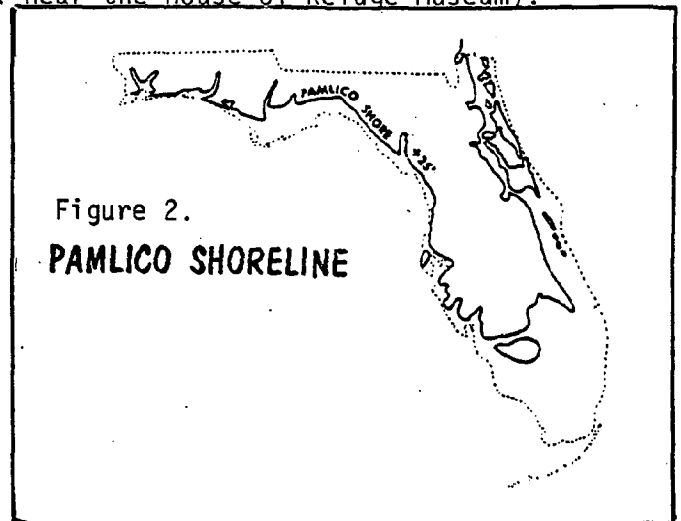 near the House of Refuge Museum).
PAMLICO SHORE +25'
Figure 2.
PAMLICO SHORELINE